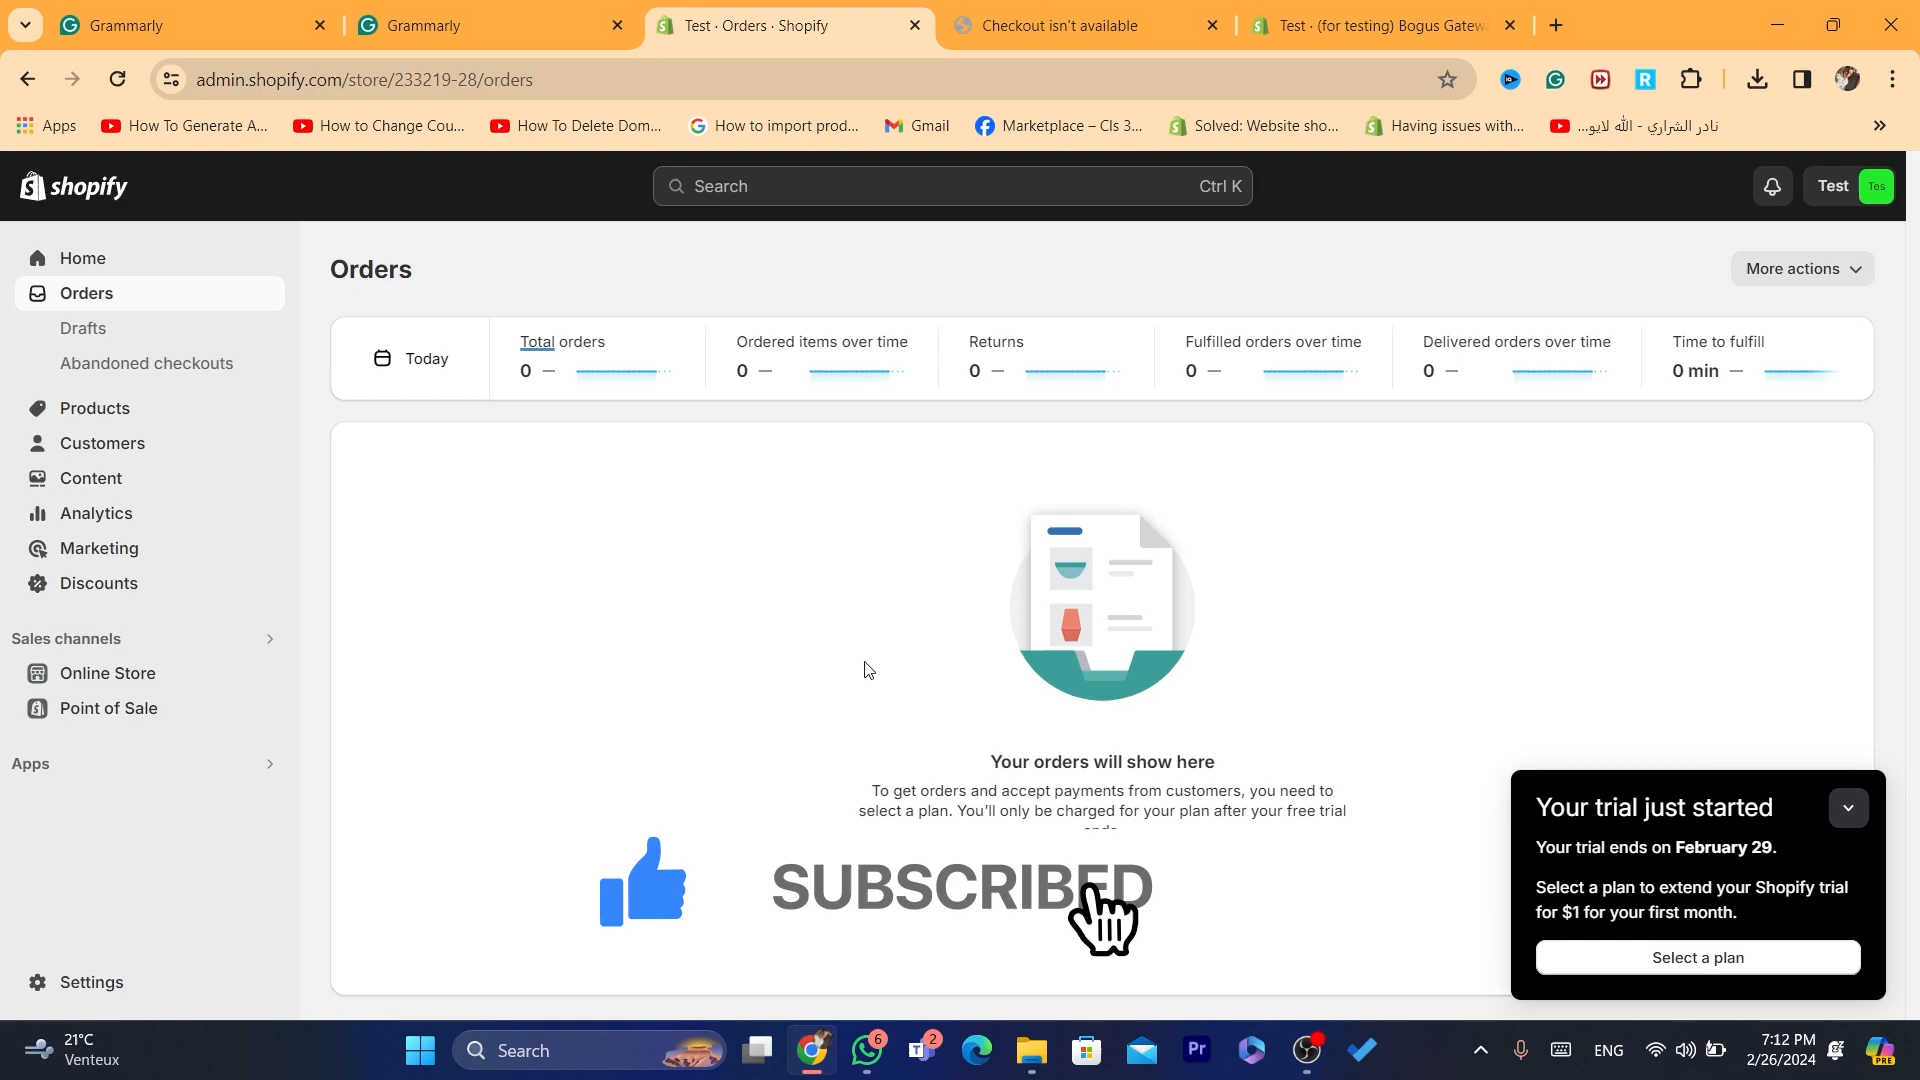 Grammarly
Grammarly
Test · Orders · Shopify
Checkout isn't available
Test · (for testing) Bogus Gatew
admin.shopify.com/store/233219-28/orders
Apps
How To Generate A...
How to Change Cou...
How To Delete Dom...
How to import prod...
Gmail
Marketplace – Cls 3...
Solved: Website sho...
Having issues with...
نادر الشراري - الله لايو...
shopify
Search
Ctrl K
Test
Tes
Home
Orders
Drafts
Abandoned checkouts
Products
Customers
Content
Analytics
Marketing
Discounts
Sales channels
Online Store
Point of Sale
Apps
Settings
Orders
More actions
Today
Total orders
0 —
Ordered items over time
0 —
Returns
0 —
Fulfilled orders over time
0 —
Delivered orders over time
0 —
Time to fulfill
0 min —
Your orders will show here
To get orders and accept payments from customers, you need to
select a plan. You'll only be charged for your plan after your free trial
SUBSCRIBED
Your trial just started
Your trial ends on February 29.
Select a plan to extend your Shopify trial
for $1 for your first month.
Select a plan
21°C
Venteux
Search
6
2
Pr
ENG
7:12 PM
2/26/2024
PRE